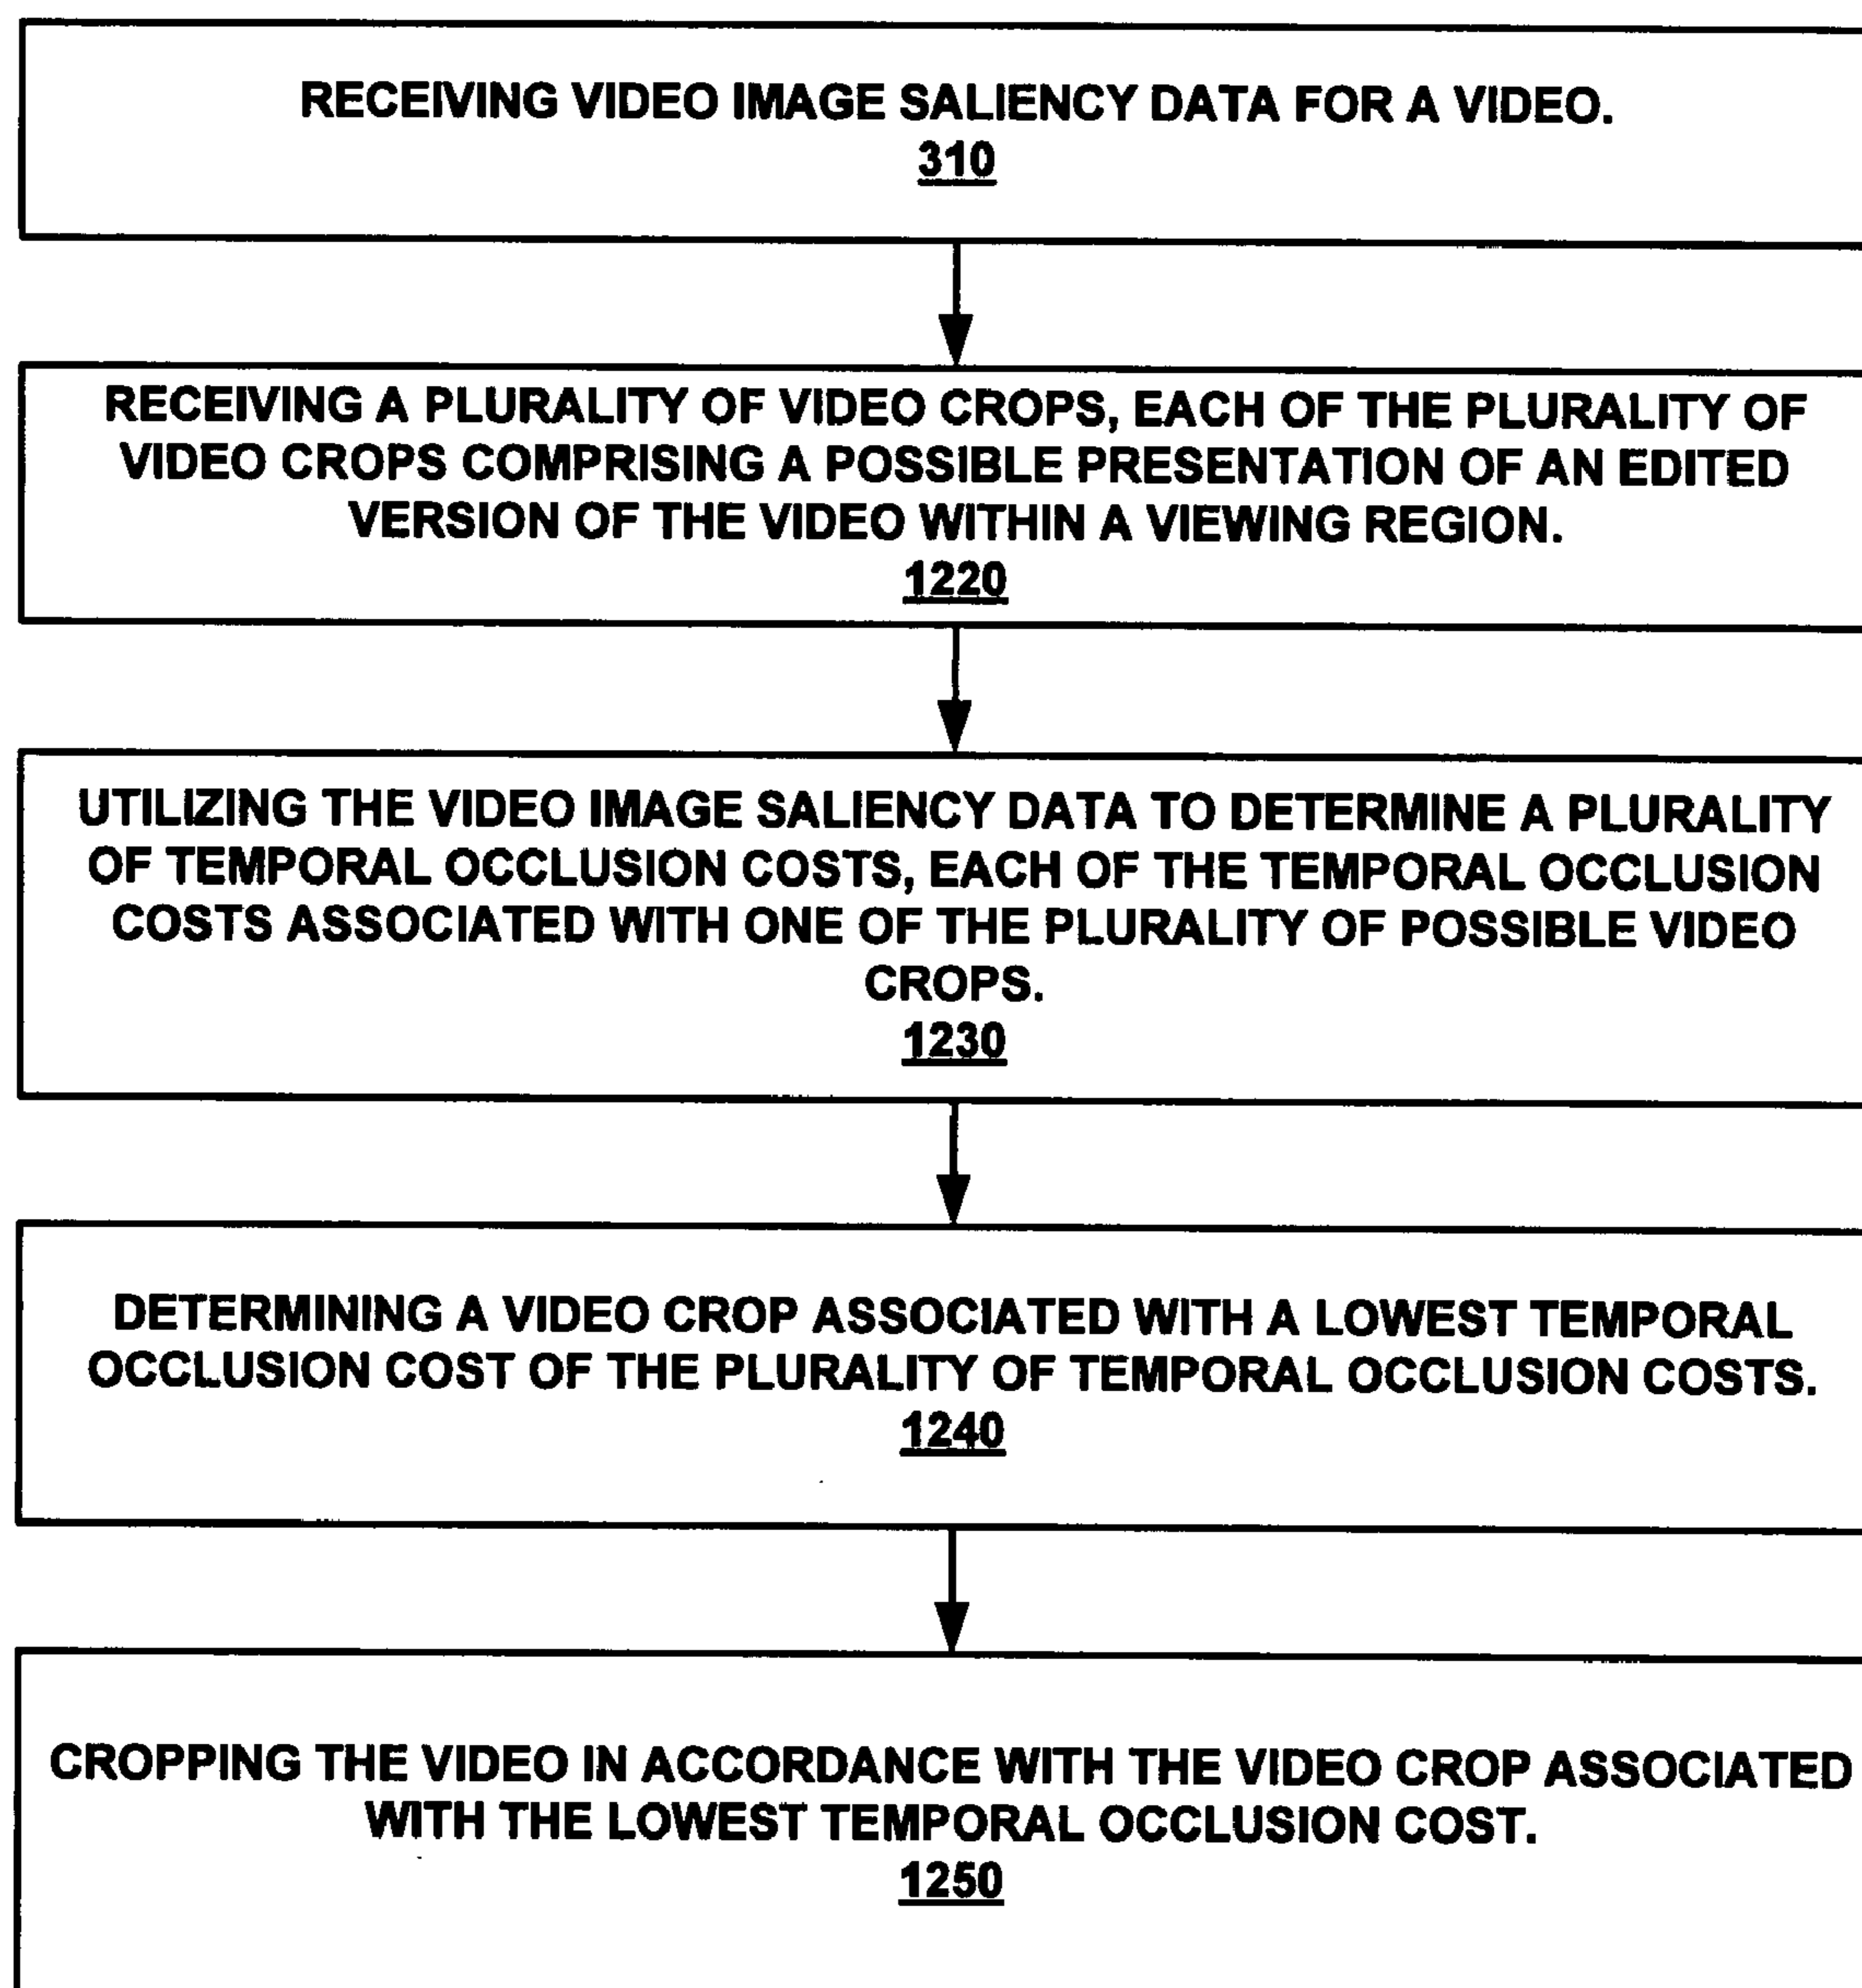 RECEIVING VIDEO IMAGE SALIENCY DATA FOR A VIDEO.
310
RECEIVING A PLURALITY OF VIDEO CROPS, EACH OF THE PLURALITY OF
VIDEO CROPS COMPRISING A POSSIBLE PRESENTATION OF AN EDITED
VERSION OF THE VIDEO WITHIN A VIEWING REGION.
1220
UTILIZING THE VIDEO IMAGE SALIENCY DATA TO DETERMINE A PLURALITY
OF TEMPORAL OCCLUSION COSTS, EACH OF THE TEMPORAL OCCLUSION
COSTS ASSOCIATED WITH ONE OF THE PLURALITY OF POSSIBLE VIDEO
CROPS.
1230
DETERMINING A VIDEO CROP ASSOCIATED WITH A LOWEST TEMPORAL
OCCLUSION COST OF THE PLURALITY OF TEMPORAL OCCLUSION COSTS.
1240
CROPPING THE VIDEO IN ACCORDANCE WITH THE VIDEO CROP ASSOCIATED
WITH THE LOWEST TEMPORAL OCCLUSION COST.
1250